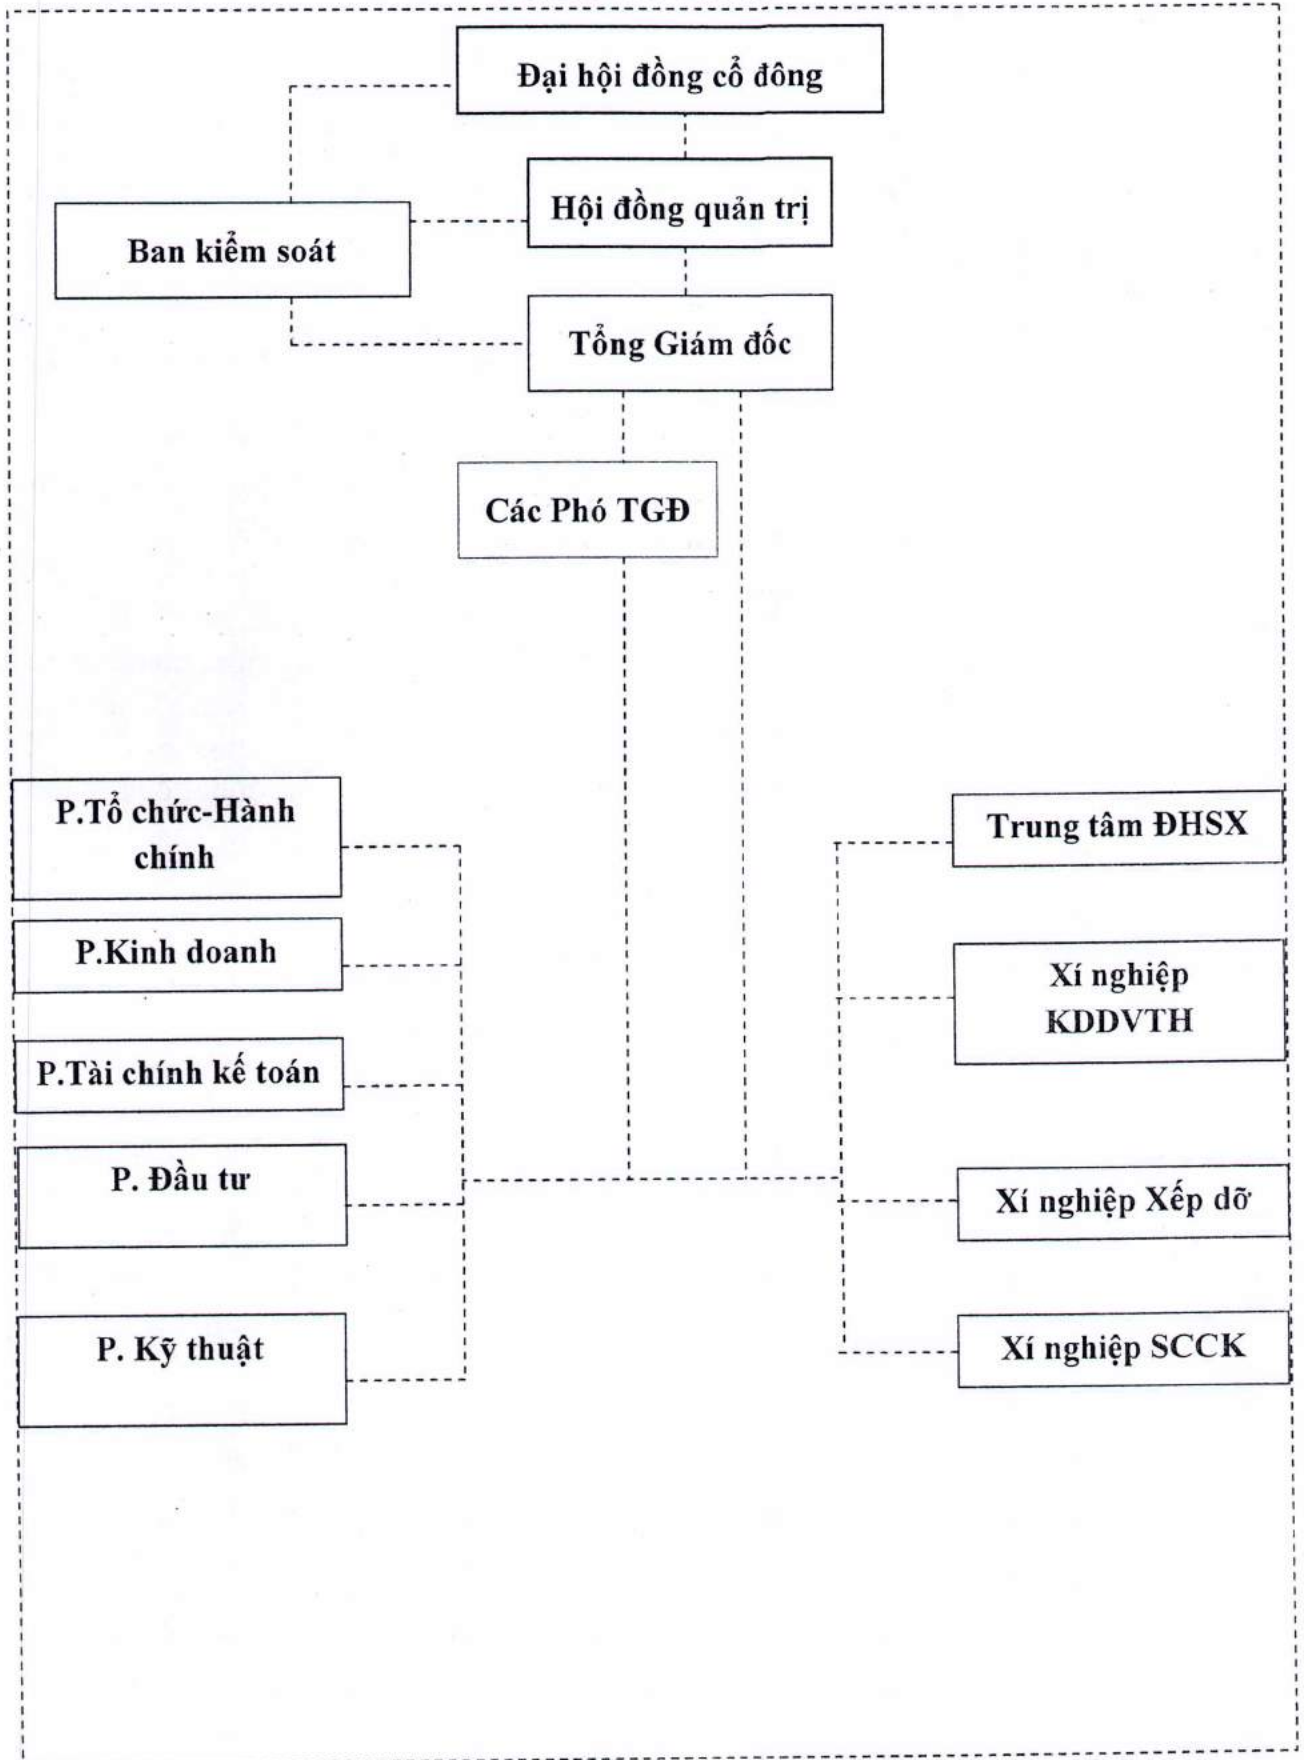 Đại hội đồng cổ đông
Hội đồng quản trị
Ban kiểm soát
Tổng Giám đốc
Các Phó TGĐ
P.Tổ chức-Hành
chính
P.Kinh doanh
P.Tài chính kế toán
P. Đầu tư
P. Kỹ thuật
Trung tâm ĐHSX
Xí nghiệp
KDDVTH
Xí nghiệp Xếp dỡ
Xí nghiệp SCCK